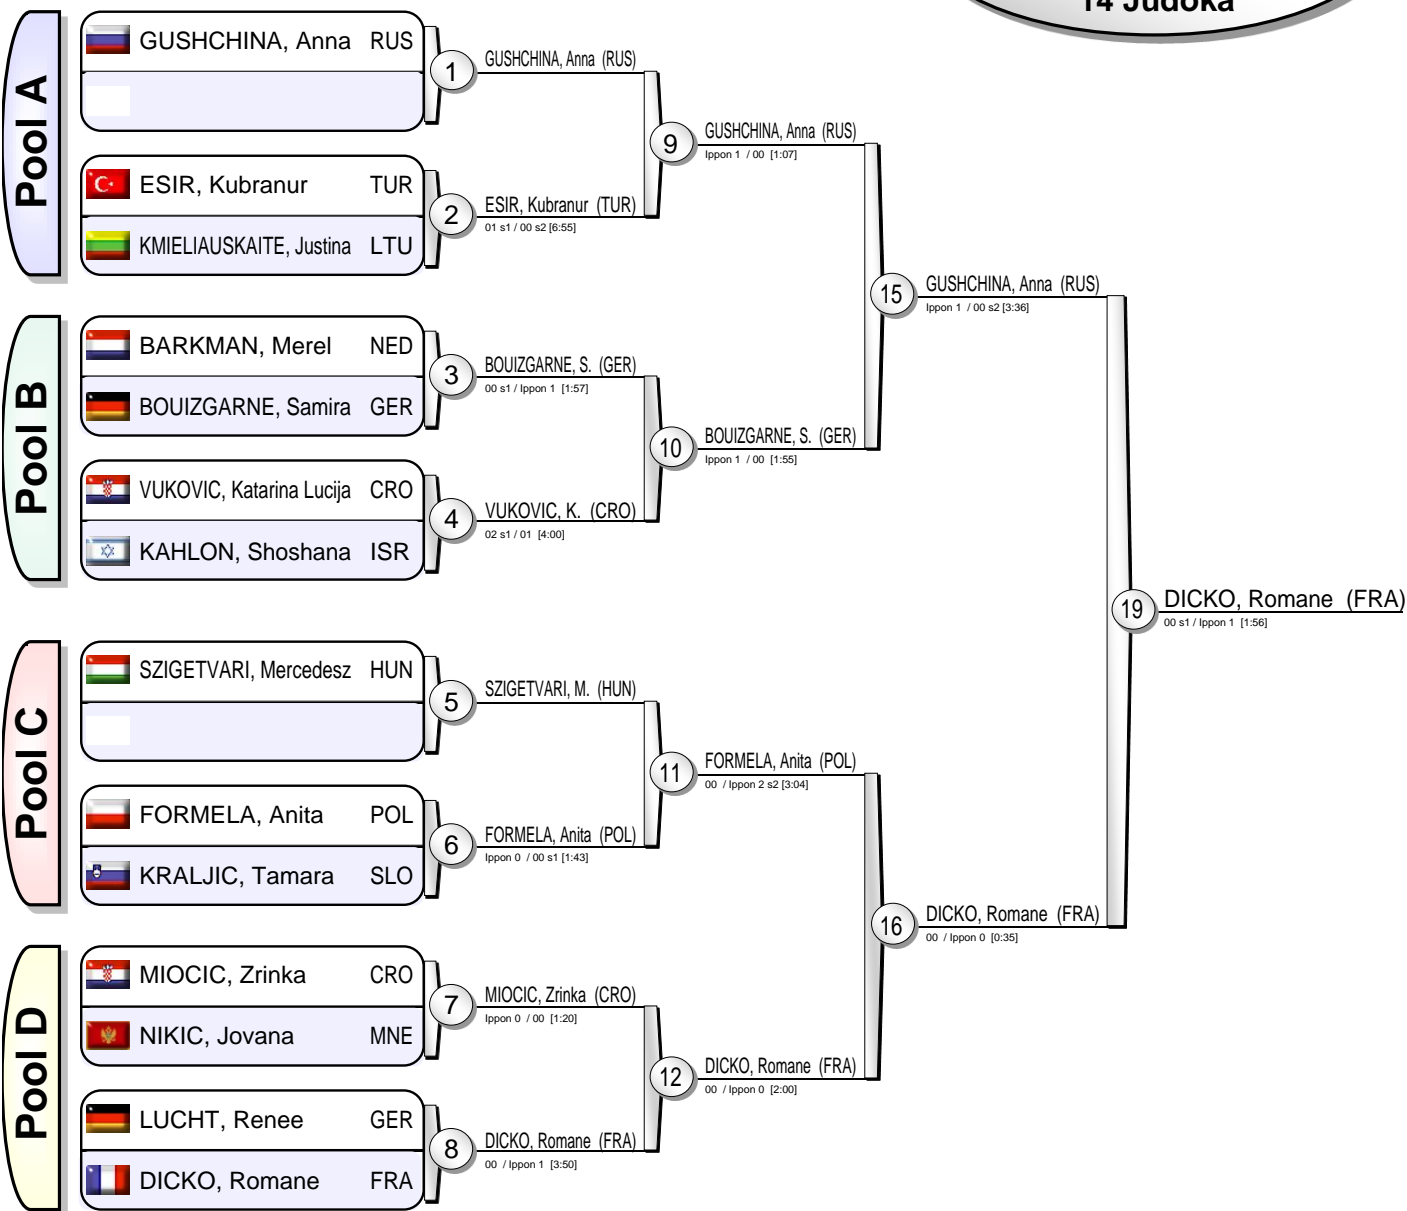 14 Judoka
Pool A
GUSHCHINA, Anna RUS
1
GUSHCHINA, Anna (RUS)
ESIR, Kubranur TUR
KMIELIAUSKAITE, Justina LTU
2
ESIR, Kubranur (TUR)
01 s1 / 00 s2 [6:55]
9
GUSHCHINA, Anna (RUS)
Ippon 1 / 00 [1:07]
Pool B
BARKMAN, Merel NED
BOUIZGARNE, Samira GER
3
BOUIZGARNE, S. (GER)
00 s1 / Ippon 1 [1:57]
VUKOVIC, Katarina Lucija CRO
KAHLON, Shoshana ISR
4
VUKOVIC, K. (CRO)
02 s1 / 01 [4:00]
10
BOUIZGARNE, S. (GER)
Ippon 1 / 00 [1:55]
15
GUSHCHINA, Anna (RUS)
Ippon 1 / 00 s2 [3:36]
Pool C
SZIGETVARI, Mercedesz HUN
5
SZIGETVARI, M. (HUN)
FORMELA, Anita POL
KRALJIC, Tamara SLO
6
FORMELA, Anita (POL)
Ippon 0 / 00 s1 [1:43]
11
FORMELA, Anita (POL)
00 / Ippon 2 s2 [3:04]
Pool D
MIOCIC, Zrinka CRO
NIKIC, Jovana MNE
7
MIOCIC, Zrinka (CRO)
Ippon 0 / 00 [1:20]
LUCHT, Renee GER
DICKO, Romane FRA
8
DICKO, Romane (FRA)
00 / Ippon 1 [3:50]
12
DICKO, Romane (FRA)
00 / Ippon 0 [2:00]
16
DICKO, Romane (FRA)
00 / Ippon 0 [0:35]
19
DICKO, Romane (FRA)
00 s1 / Ippon 1 [1:56]